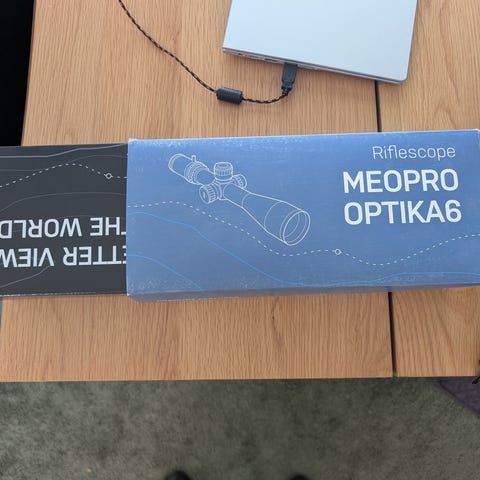 Riflescope
MEOPRO
OPTIKA6
ETTER VIEW
THE WORLD